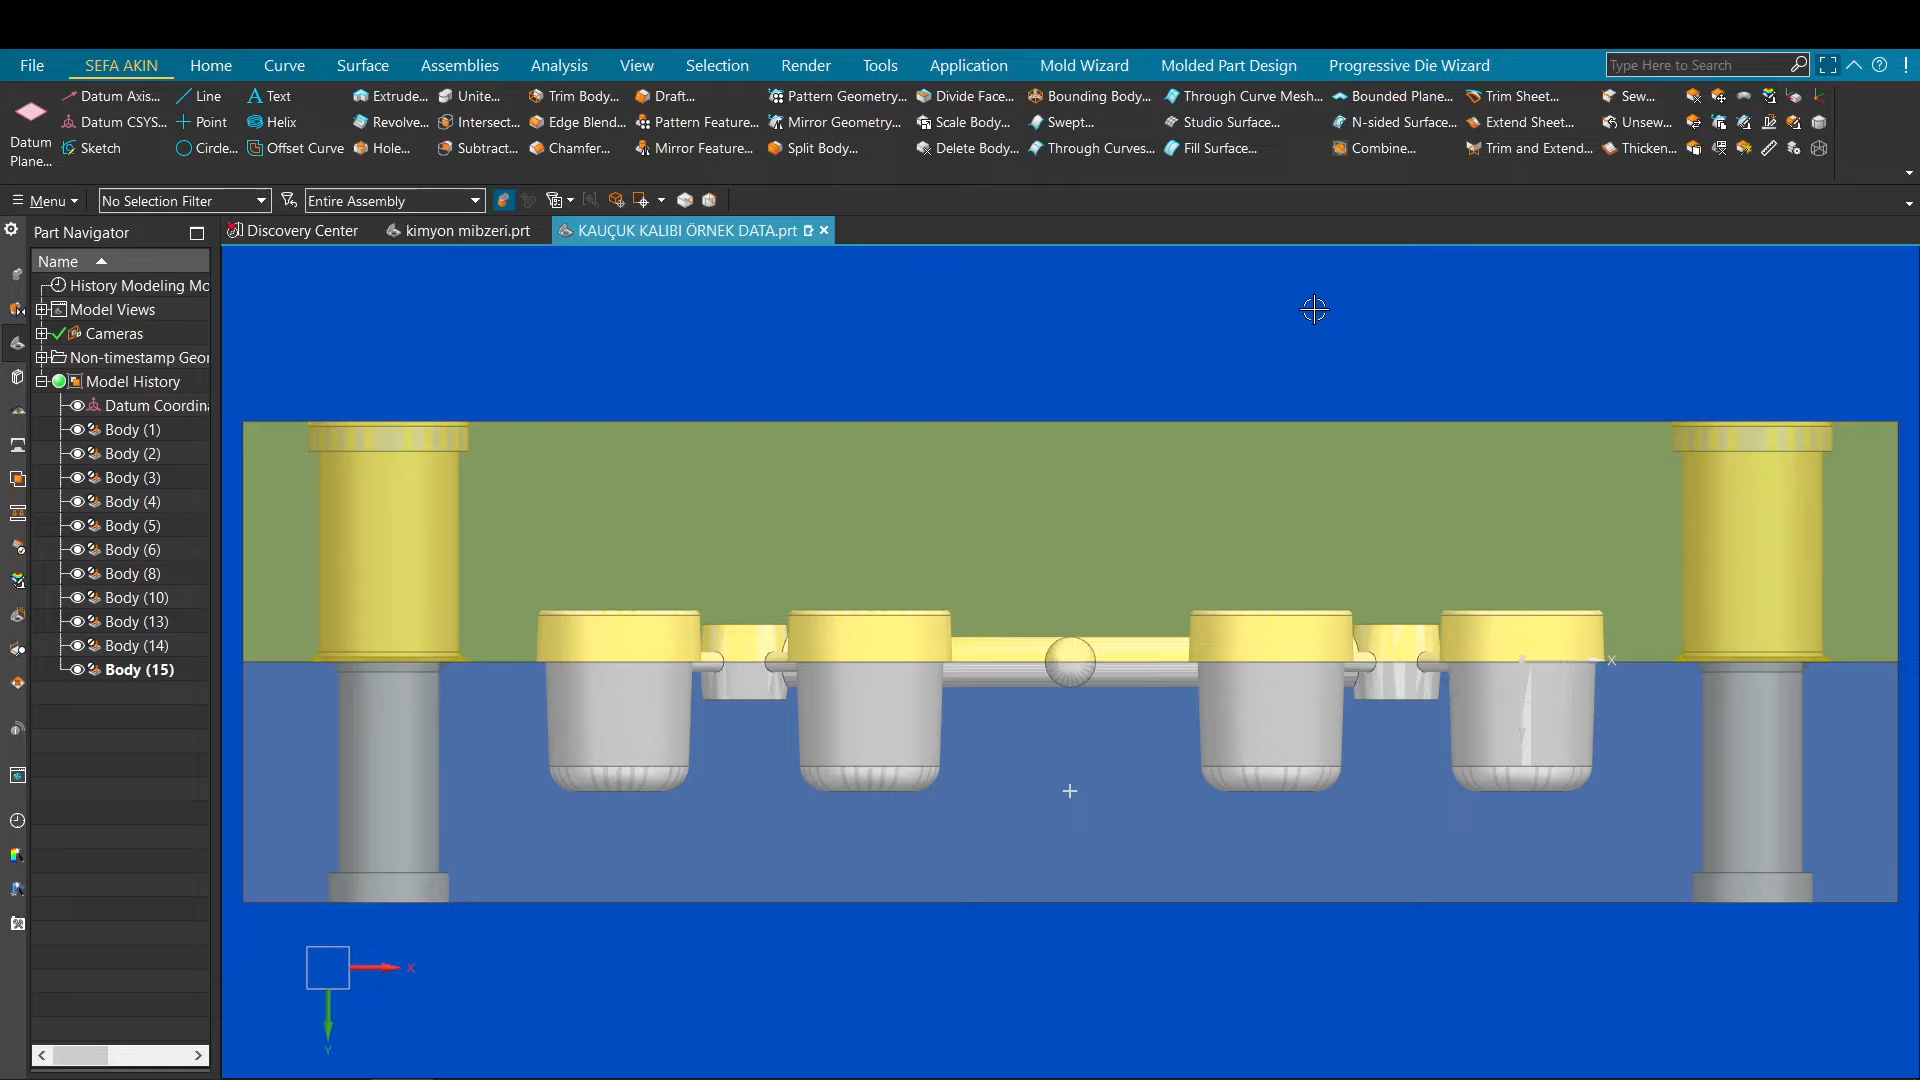 File SEFA AKIN Home Curve Surface Assemblies Analysis View Selection Render Tools Application Mold Wizard Molded Part Design Progressive Die Wizard Type Here to Search
Datum Axis... Line Text Extrude... Unite... Trim Body... Draft... Pattern Geometry... Divide Face... Bounding Body... Through Curve Mesh... Bounded Plane... Trim Sheet... Sew...
Datum CSYS... Point Helix Revolve... Intersect... Edge Blend... Pattern Feature... Mirror Geometry... Scale Body... Swept... Studio Surface... N-sided Surface... Extend Sheet... Unsew...
Datum Plane... Sketch Circle... Offset Curve Hole... Subtract... Chamfer... Mirror Feature... Split Body... Delete Body... Through Curves... Fill Surface... Combine... Trim and Extend... Thicken...
Menu No Selection Filter Entire Assembly
Part Navigator Discovery Center kimyon mibzeri.prt KAUÇUK KALIBI ÖRNEK DATA.prt
Name
History Modeling Mo
Model Views
Cameras
Non-timestamp Geor
Model History
Datum Coordina
Body (1)
Body (2)
Body (3)
Body (4)
Body (5)
Body (6)
Body (8)
Body (10)
Body (13)
Body (14)
Body (15)
X
X
Y